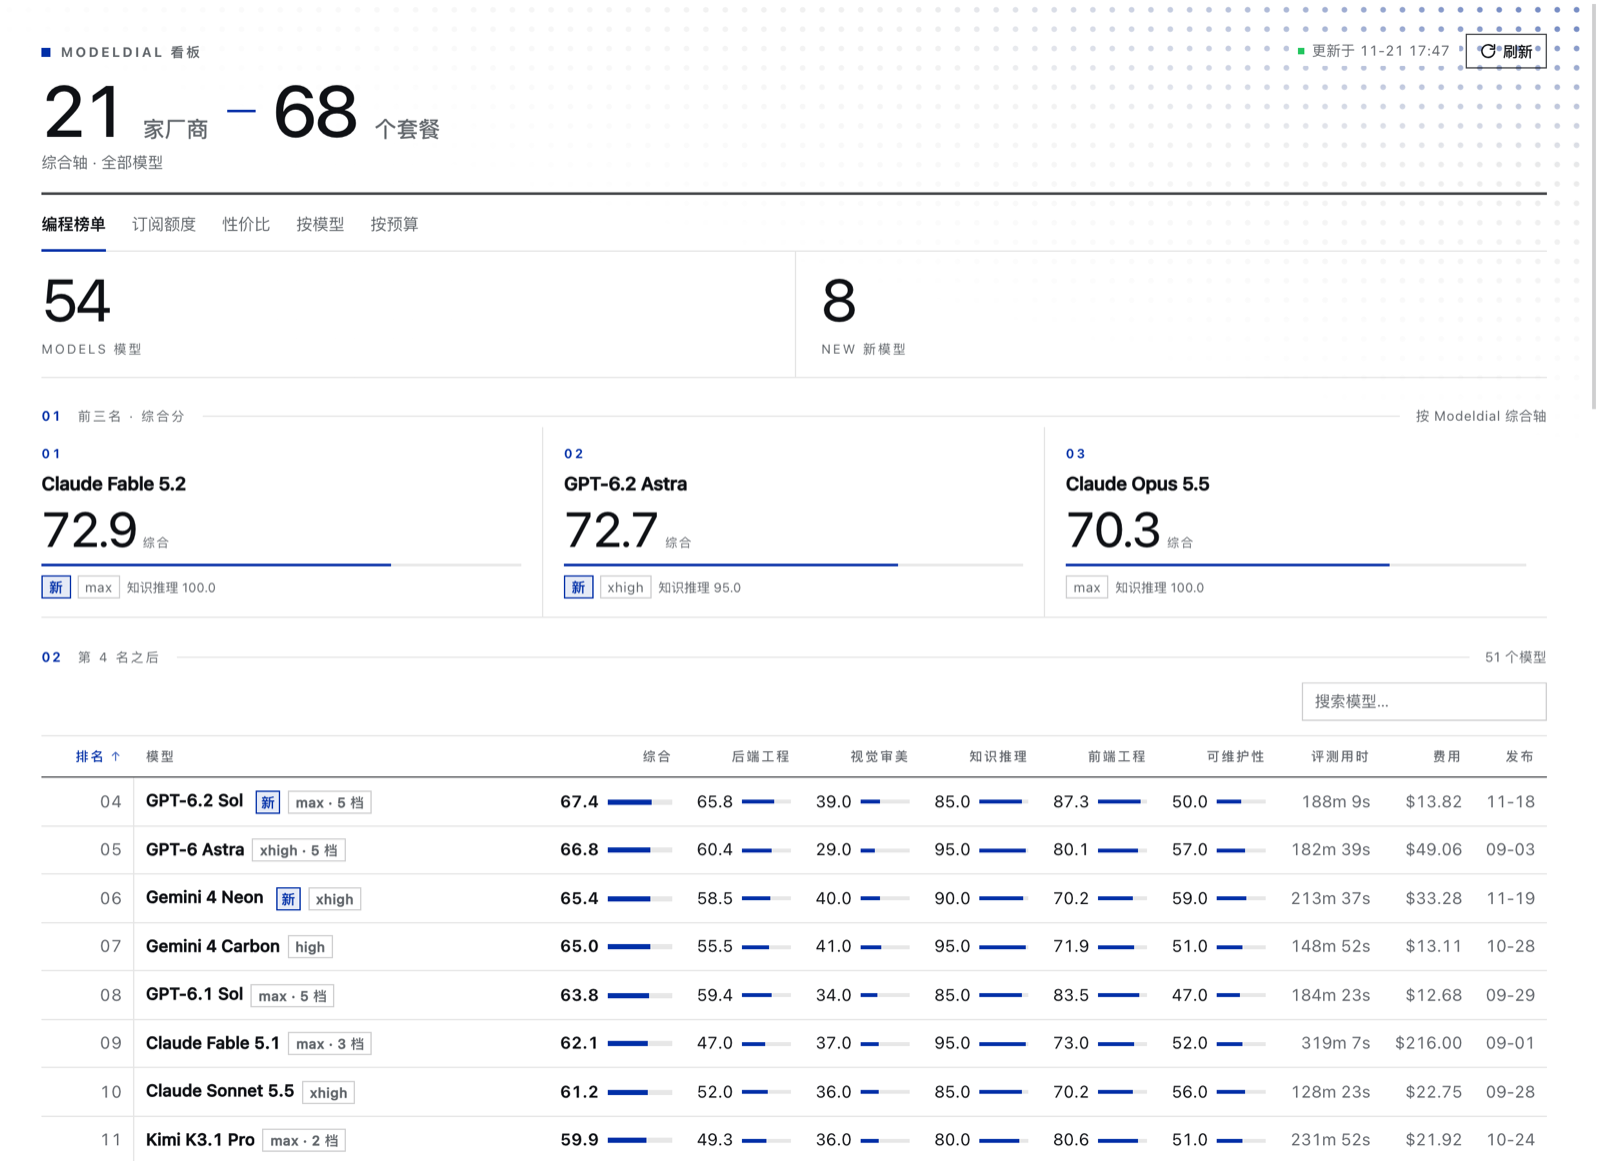 MODELDIAL 看板
更新于 11-21 17:47 刷新
21 家厂商 — 68 个套餐
综合轴 · 全部模型
编程榜单 订阅额度 性价比 按模型 按预算
54
MODELS 模型
8
NEW 新模型
01 前三名 · 综合分 按 Modeldial 综合轴
01
Claude Fable 5.2
72.9 综合
新 max 知识推理 100.0
02
GPT-6.2 Astra
72.7 综合
新 xhigh 知识推理 95.0
03
Claude Opus 5.5
70.3 综合
max 知识推理 100.0
02 第 4 名之后 51 个模型
搜索模型...
排名 ↑ 模型 综合 后端工程 视觉审美 知识推理 前端工程 可维护性 评测用时 费用 发布
04 GPT-6.2 Sol 新 max · 5 档 67.4 65.8 39.0 85.0 87.3 50.0 188m 9s $13.82 11-18
05 GPT-6 Astra xhigh · 5 档 66.8 60.4 29.0 95.0 80.1 57.0 182m 39s $49.06 09-03
06 Gemini 4 Neon 新 xhigh 65.4 58.5 40.0 90.0 70.2 59.0 213m 37s $33.28 11-19
07 Gemini 4 Carbon high 65.0 55.5 41.0 95.0 71.9 51.0 148m 52s $13.11 10-28
08 GPT-6.1 Sol max · 5 档 63.8 59.4 34.0 85.0 83.5 47.0 184m 23s $12.68 09-29
09 Claude Fable 5.1 max · 3 档 62.1 47.0 37.0 95.0 73.0 52.0 319m 7s $216.00 09-01
10 Claude Sonnet 5.5 xhigh 61.2 52.0 36.0 85.0 70.2 56.0 128m 23s $22.75 09-28
11 Kimi K3.1 Pro max · 2 档 59.9 49.3 36.0 80.0 80.6 51.0 231m 52s $21.92 10-24